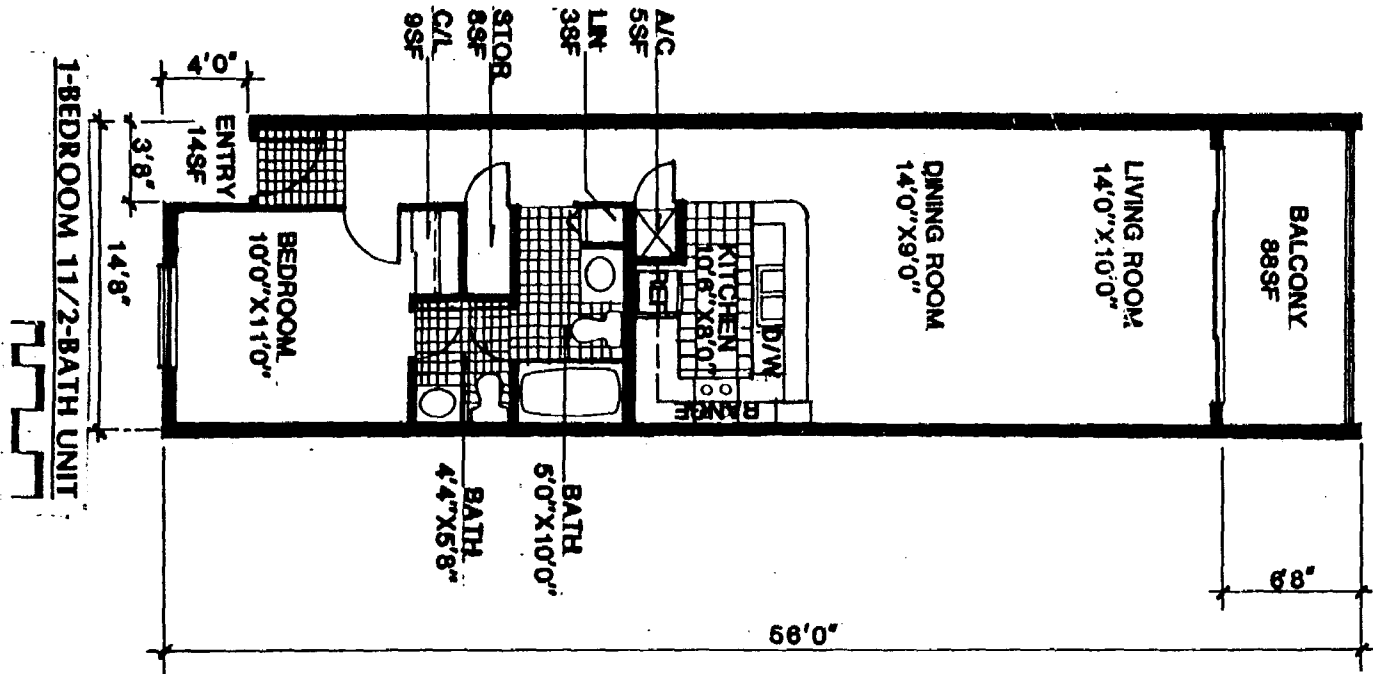 A/C
5SF
LIN
3SF
STOR
8SF
C/L
9SF
4'0"
ENTRY
14SF
3'8"
14'8"
BEDROOM
10'0"X11'0"
KITCHEN
10'6"X8'0"
REF
D/W
RANGE
DINING ROOM
14'0"X9'0"
LIVING ROOM
14'0"X10'0"
BALCONY
88SF
BATH
5'0"X10'0"
BATH
4'4"X5'8"
6'8"
56'0"
1-BEDROOM 11/2-BATH UNIT